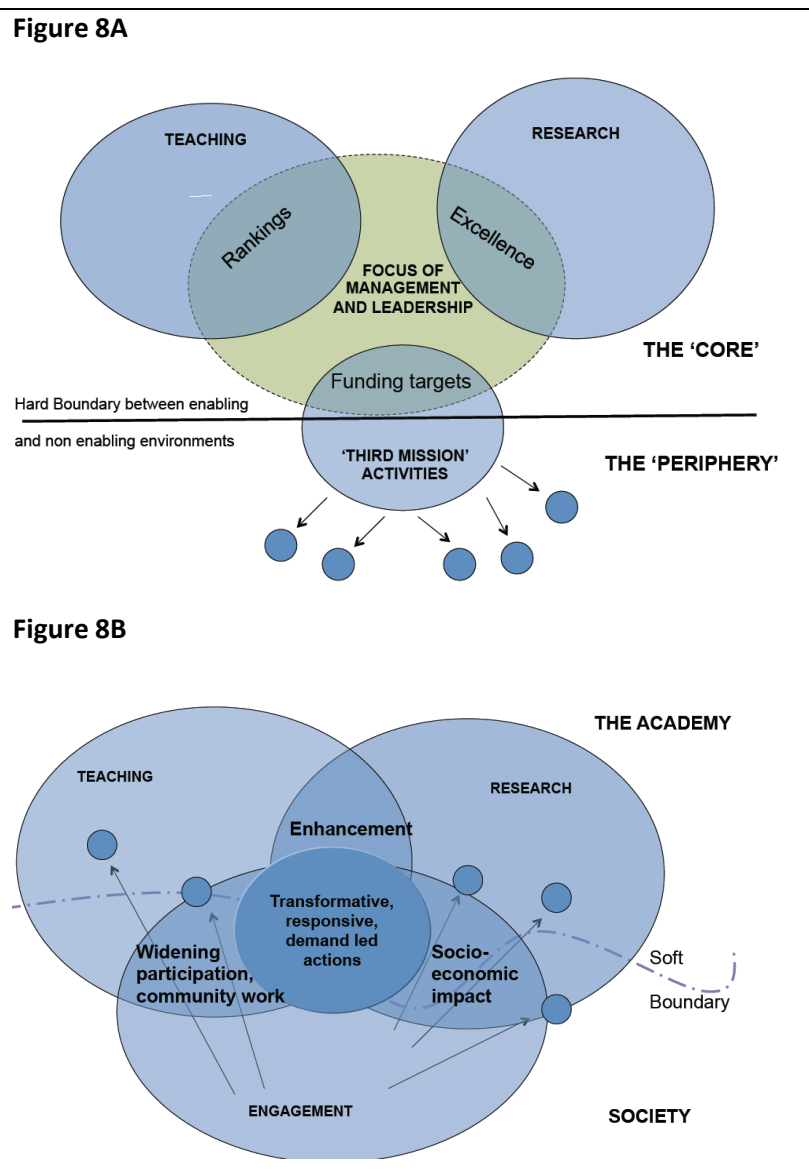 Figure 8A
TEACHING
RESEARCH
Rankings
Excellence
FOCUS OF
MANAGEMENT
AND LEADERSHIP
THE ‘CORE’
Funding targets
Hard Boundary between enabling
and non enabling environments
‘THIRD MISSION’
ACTIVITIES
THE ‘PERIPHERY’
Figure 8B
THE ACADEMY
TEACHING
RESEARCH
Enhancement
Transformative,
responsive,
demand led
actions
Widening
participation,
community work
Socio-
economic
impact
Soft
Boundary
ENGAGEMENT
SOCIETY